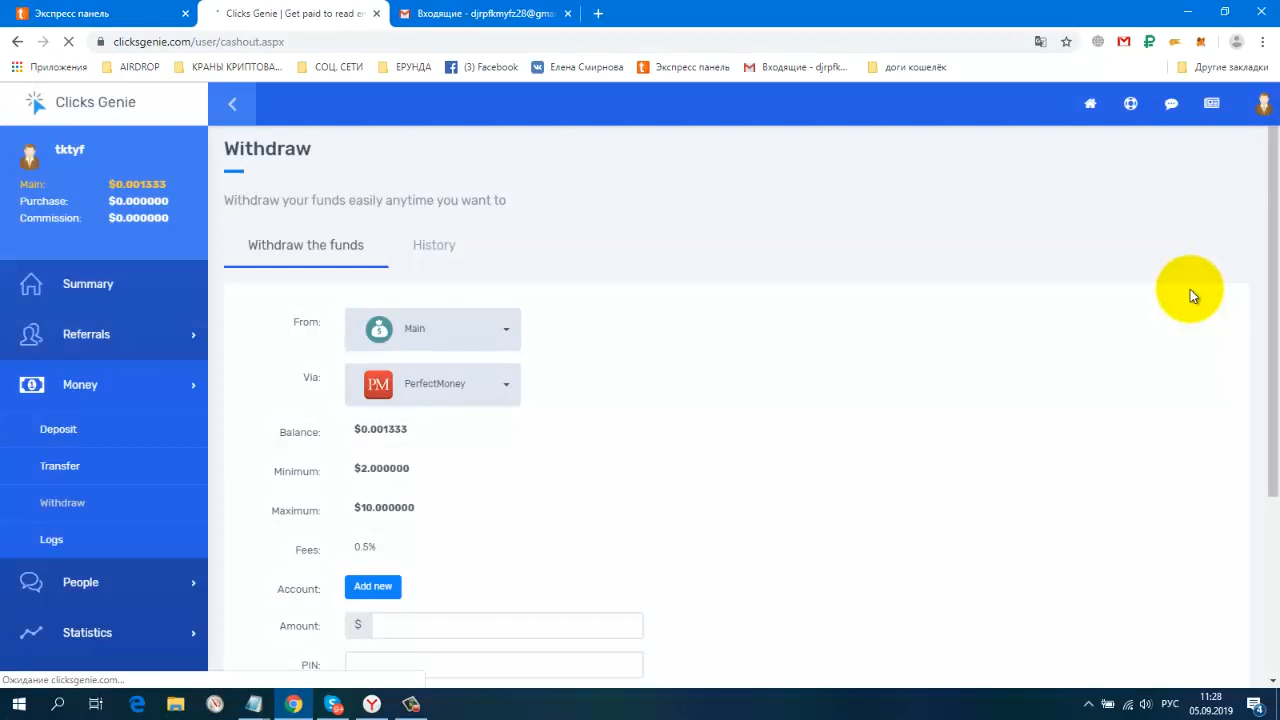 Экспресс панель
Clicks Genie | Get paid to read e
Входящие - djrpfkmyfz28@gma
clicksgenie.com/user/cashout.aspx
Приложения
AIRDROP
КРАНЫ КРИПТОВА...
СОЦ. СЕТИ
ЕРУНДА
(3) Facebook
Елена Смирнова
Экспресс панель
Входящие - djrpfk...
доги кошелёк
Другие закладки
Clicks Genie
tktyf
Main: $0.001333
Purchase: $0.000000
Commission: $0.000000
Summary
Referrals
Money
Deposit
Transfer
Withdraw
Logs
People
Statistics
Withdraw
Withdraw your funds easily anytime you want to
Withdraw the funds
History
From: Main
Via: PM PerfectMoney
Balance: $0.001333
Minimum: $2.000000
Maximum: $10.000000
Fees: 0.5%
Account: Add new
Amount: $
PIN:
Ожидание clicksgenie.com...
РУС
11:28
05.09.2019
4